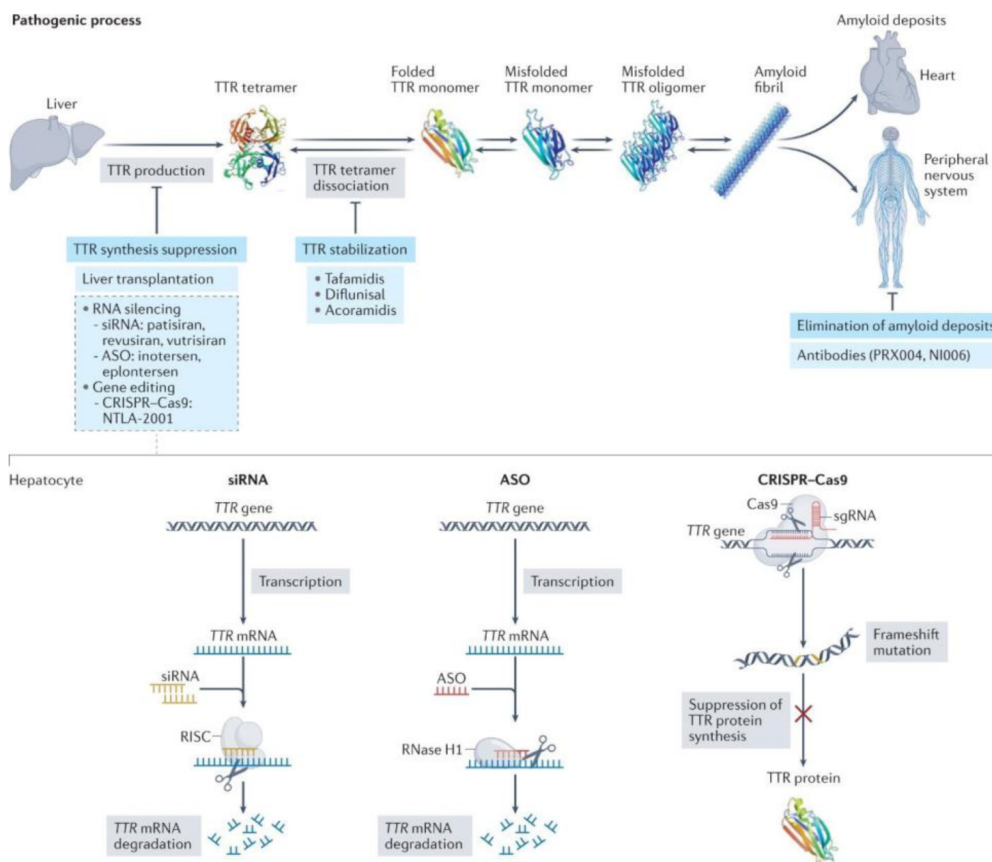 Pathogenic process
Amyloid deposits
Heart
Liver
TTR tetramer
Folded
TTR monomer
Misfolded
TTR monomer
Misfolded
TTR oligomer
Amyloid
fibril
TTR production
TTR tetramer
dissociation
Peripheral
nervous
system
TTR synthesis suppression
Liver transplantation
• RNA silencing
- siRNA: patisiran,
revusiran, vutrisiran
- ASO: inotersen,
eplontersen
• Gene editing
- CRISPR–Cas9:
NTLA-2001
TTR stabilization
• Tafamidis
• Diflunisal
• Acoramidis
Elimination of amyloid deposits
Antibodies (PRX004, NI006)
Hepatocyte
siRNA
TTR gene
Transcription
TTR mRNA
siRNA
RISC
TTR mRNA
degradation
ASO
TTR gene
Transcription
TTR mRNA
ASO
RNase H1
TTR mRNA
degradation
CRISPR–Cas9
Cas9
sgRNA
TTR gene
Frameshift
mutation
Suppression of
TTR protein
synthesis
TTR protein